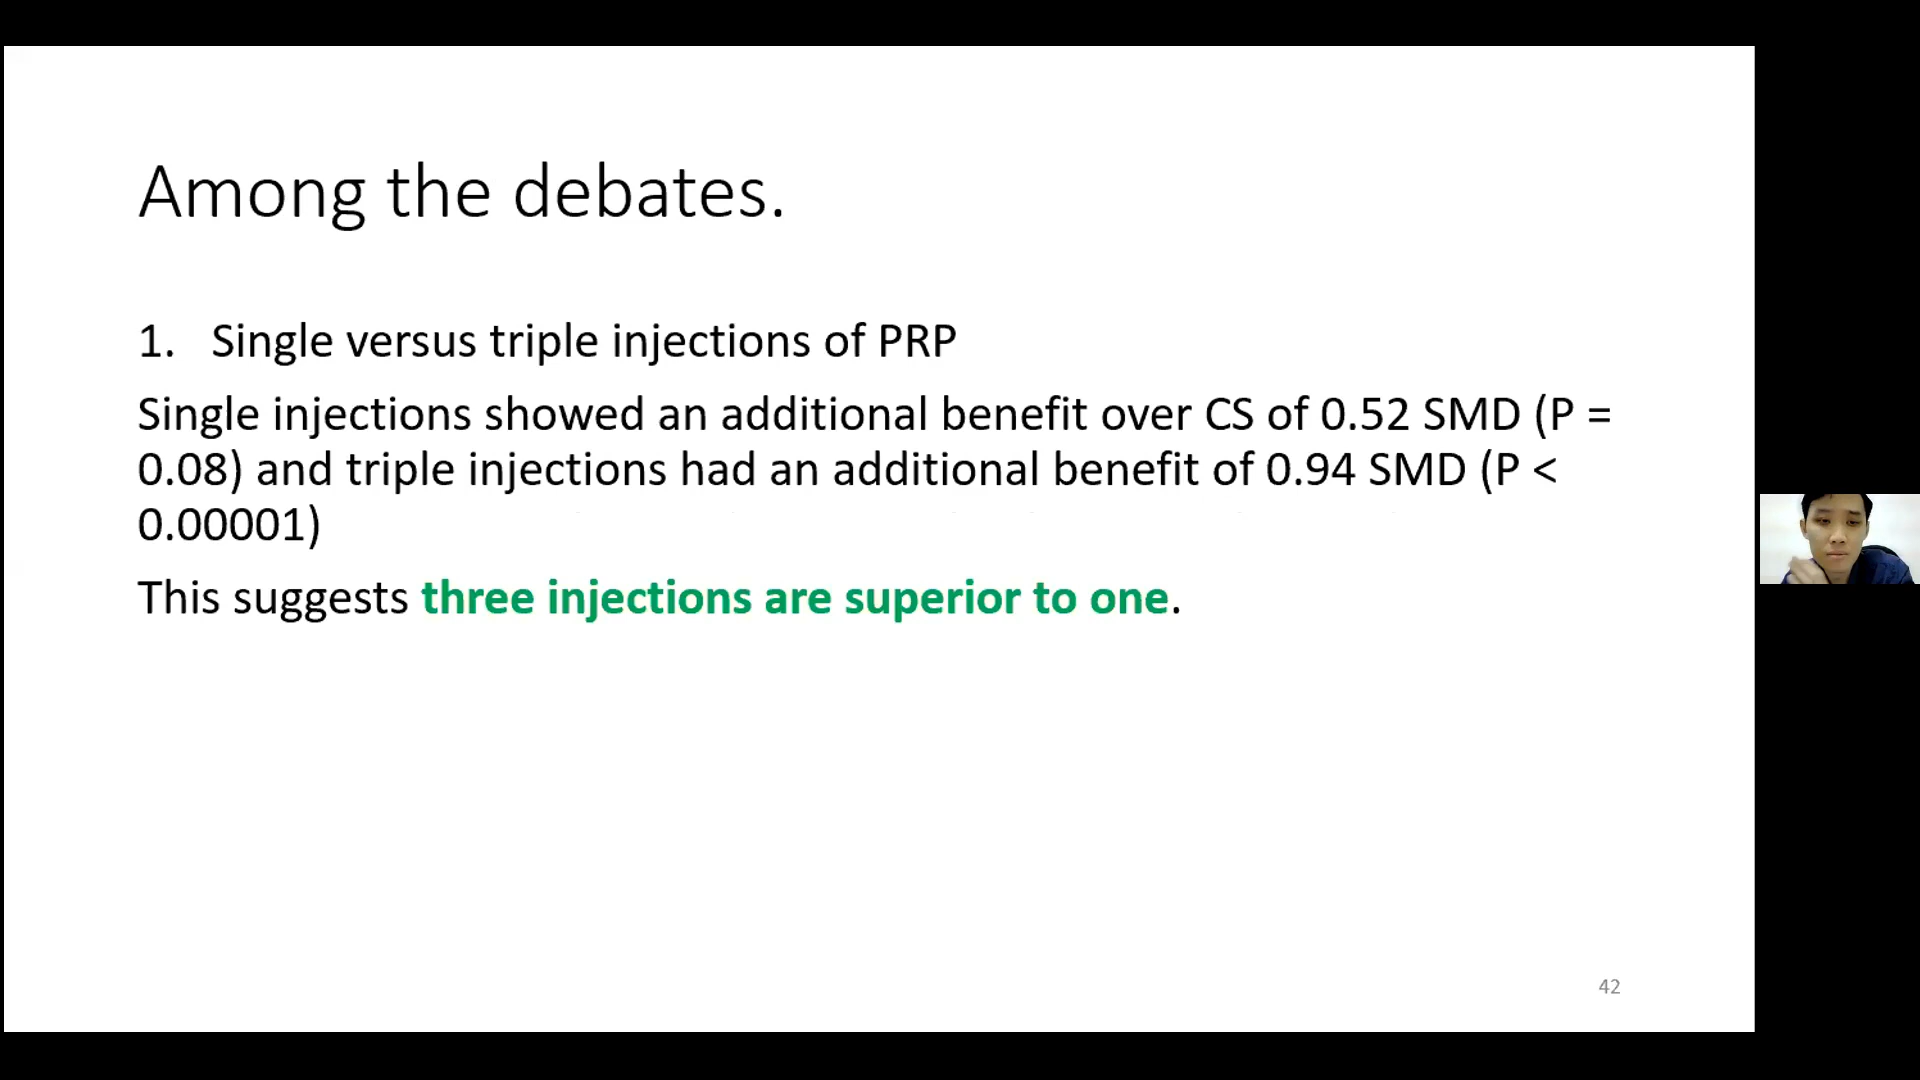 Among the debates.
1. Single versus triple injections of PRP
Single injections showed an additional benefit over CS of 0.52 SMD (P =
0.08) and triple injections had an additional benefit of 0.94 SMD (P <
0.00001)
This suggests three injections are superior to one.
42